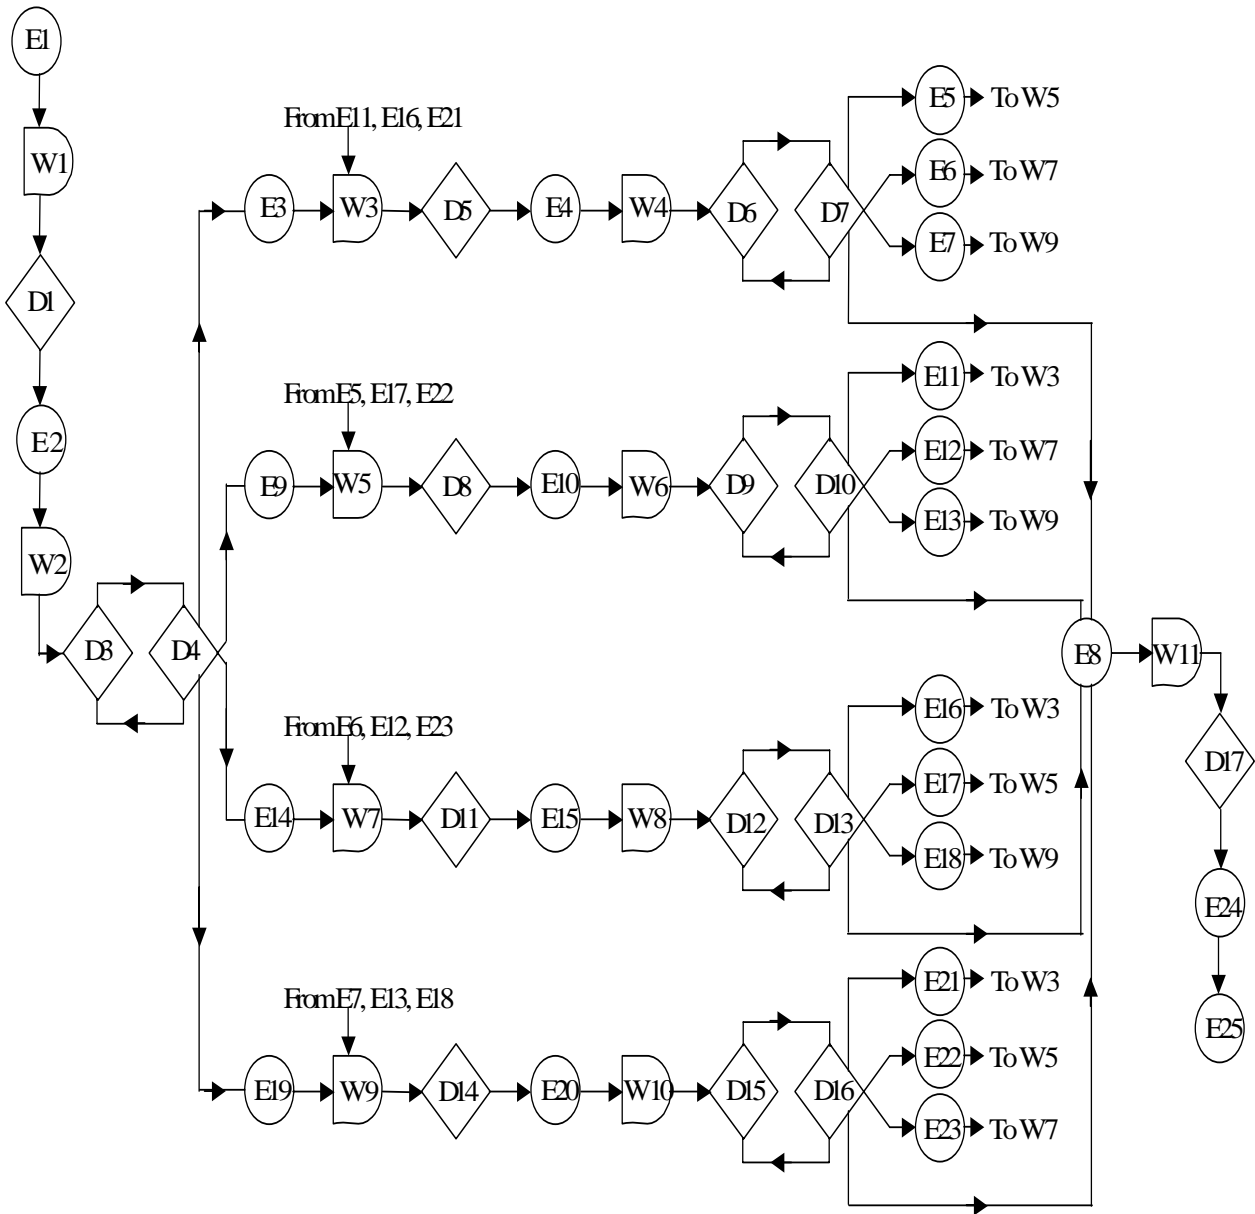 E1
W1
D1
E2
W2
D3
D4
From E11, E16, E21
E3
W3
D5
E4
W4
D6
D7
E5
To W5
E6
To W7
E7
To W9
From E5, E17, E22
E9
W5
D8
E10
W6
D9
D10
E11
To W3
E12
To W7
E13
To W9
From E6, E12, E23
E14
W7
D11
E15
W8
D12
D13
E16
To W3
E17
To W5
E18
To W9
From E7, E13, E18
E19
W9
D14
E20
W10
D15
D16
E21
To W3
E22
To W5
E23
To W7
E8
W11
D17
E24
E25